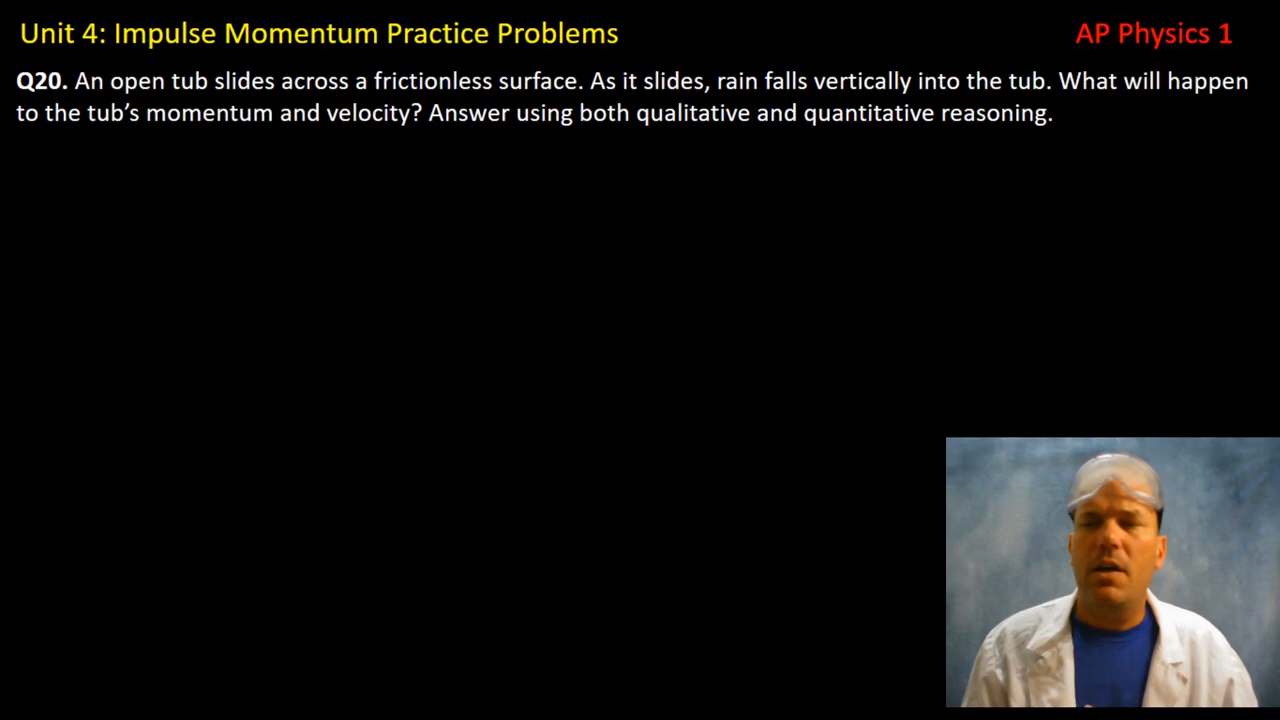 Unit 4: Impulse Momentum Practice Problems
AP Physics 1
Q20. An open tub slides across a frictionless surface. As it slides, rain falls vertically into the tub. What will happen
to the tub’s momentum and velocity? Answer using both qualitative and quantitative reasoning.